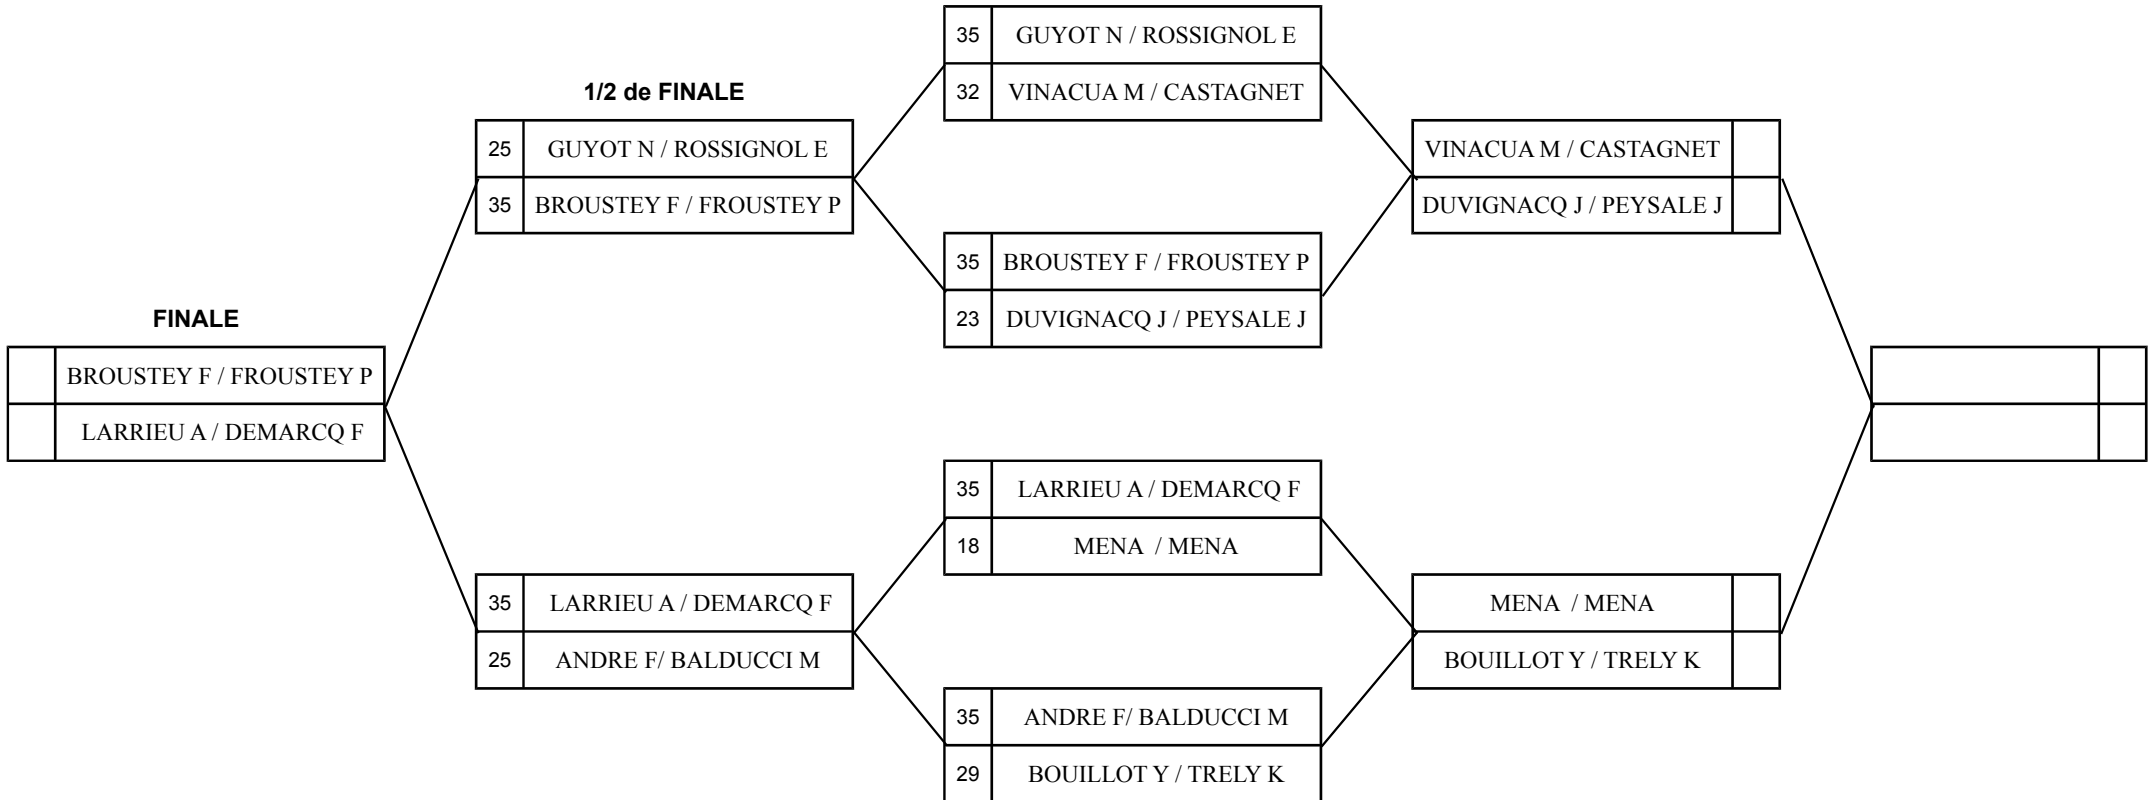 35 GUYOT N / ROSSIGNOL E
32 VINACUA M / CASTAGNET
1/2 de FINALE
25 GUYOT N / ROSSIGNOL E
35 BROUSTEY F / FROUSTEY P
VINACUA M / CASTAGNET
DUVIGNACQ J / PEYSALE J
35 BROUSTEY F / FROUSTEY P
23 DUVIGNACQ J / PEYSALE J
FINALE
BROUSTEY F / FROUSTEY P
LARRIEU A / DEMARCQ F
35 LARRIEU A / DEMARCQ F
18 MENA / MENA
35 LARRIEU A / DEMARCQ F
25 ANDRE F/ BALDUCCI M
MENA / MENA
BOUILLOT Y / TRELY K
35 ANDRE F/ BALDUCCI M
29 BOUILLOT Y / TRELY K